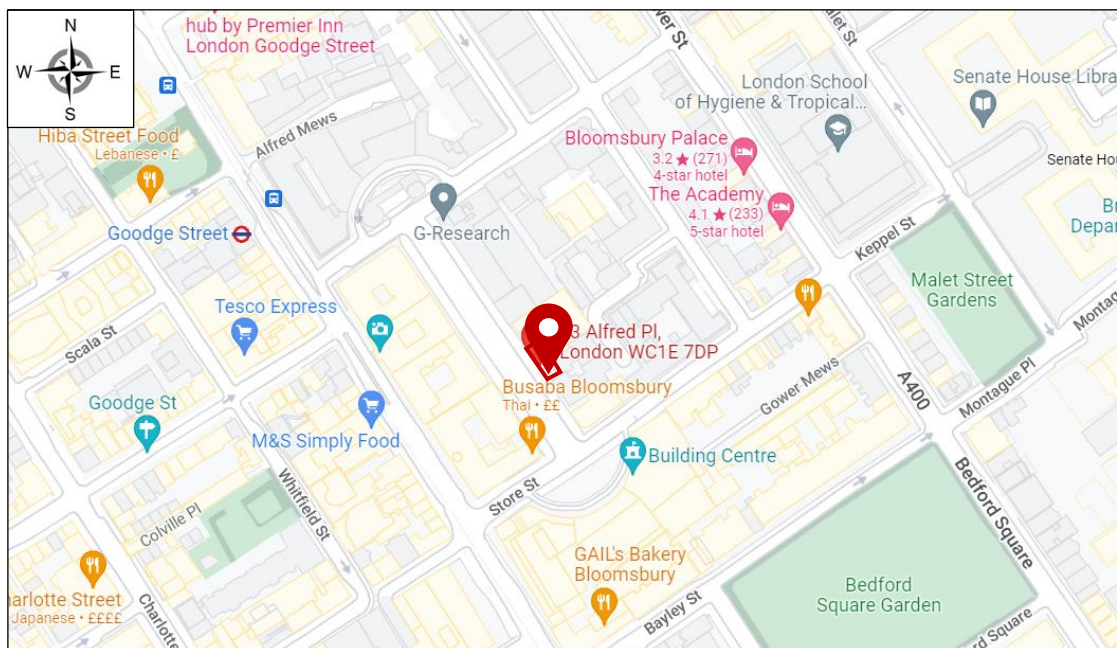 N
W
E
S
hub by Premier Inn
London Goodge Street
Hiba Street Food
Lebanese • £
Alfred Mews
London School
of Hygiene & Tropical...
Senate House Libra
Senate Ho
Bloomsbury Palace
3.2 ★ (271)
4-star hotel
The Academy
4.1 ★ (233)
5-star hotel
Goodge Street
G-Research
Keppel St
Malet Street
Gardens
Tesco Express
Scala St
3 Alfred Pl,
London WC1E 7DP
Busaba Bloomsbury
Thai • ££
Goodge St
M&S Simply Food
Gower Mews
A400
Montague Pl
Building Centre
Store St
Whitfield St
Colville Pl
Bedford Square
GAIL's Bakery
Bloomsbury
Bedford
Square Garden
Bayley St
harlotte Street
Japanese • ££££
Charlotte
rd Square